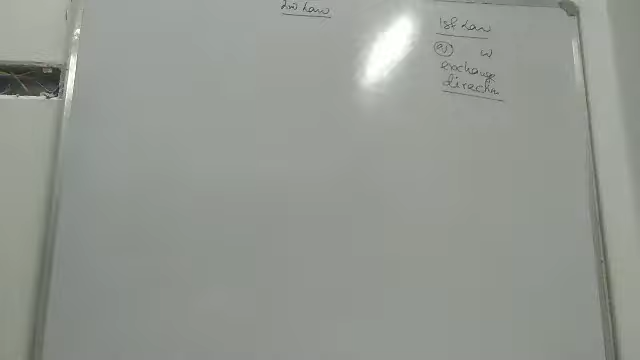 2nd Law
1st Law
w
exchange
direction